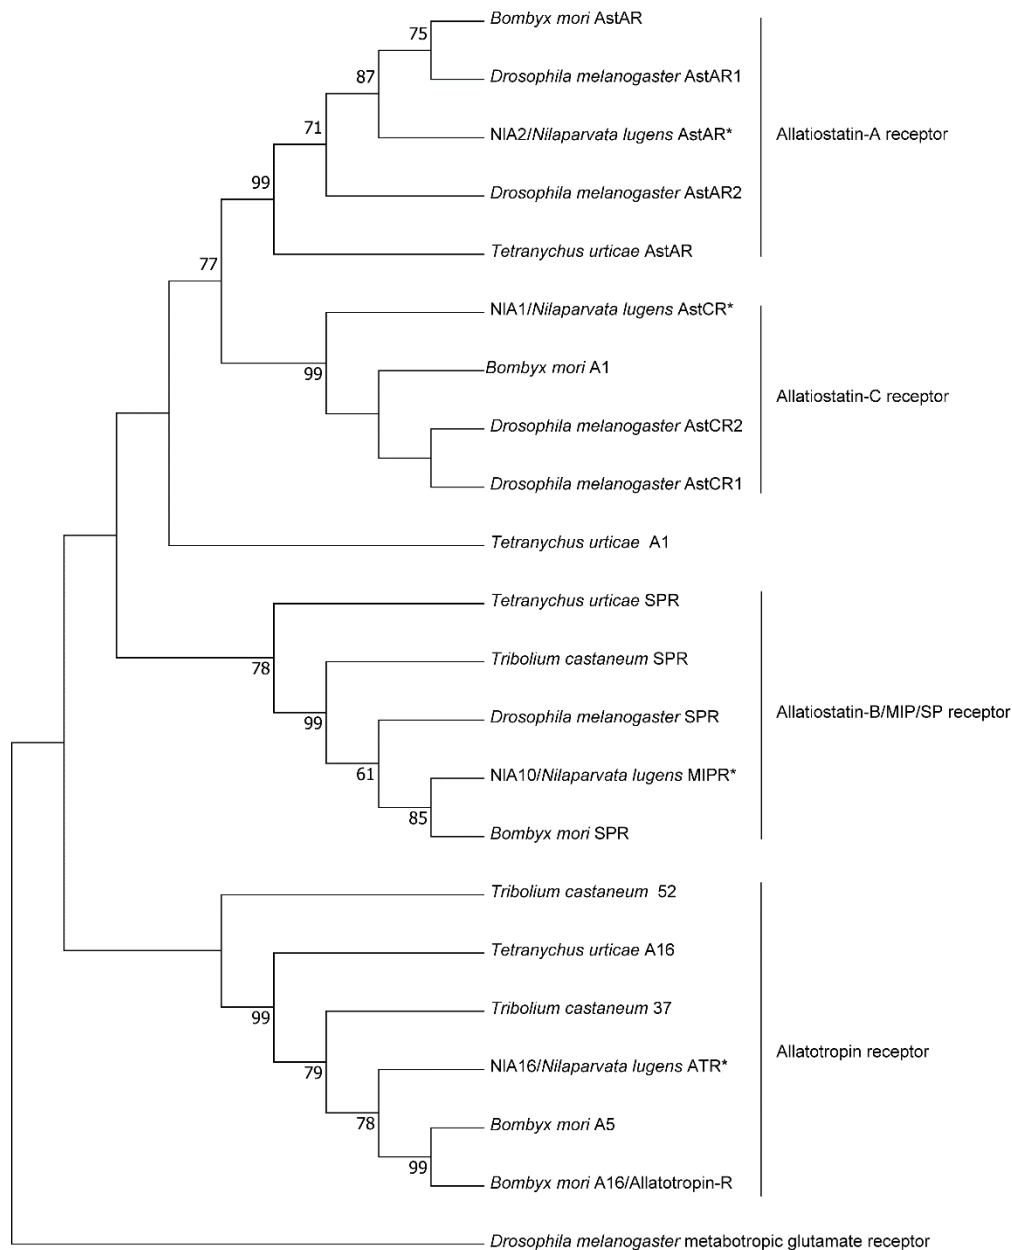 Bombyx mori AstAR
75
Drosophila melanogaster AstAR1
87
NlA2/Nilaparvata lugens AstAR*
Allatiostatin-A receptor
71
Drosophila melanogaster AstAR2
99
Tetranychus urticae AstAR
77
NlA1/Nilaparvata lugens AstCR*
Bombyx mori A1
99
Allatiostatin-C receptor
Drosophila melanogaster AstCR2
Drosophila melanogaster AstCR1
Tetranychus urticae A1
Tetranychus urticae SPR
78
Tribolium castaneum SPR
99
Allatiostatin-B/MIP/SP receptor
Drosophila melanogaster SPR
61
NlA10/Nilaparvata lugens MIPR*
85
Bombyx mori SPR
Tribolium castaneum 52
Tetranychus urticae A16
99
Tribolium castaneum 37
Allatotropin receptor
79
NlA16/Nilaparvata lugens ATR*
78
Bombyx mori A5
99
Bombyx mori A16/Allatotropin-R
Drosophila melanogaster metabotropic glutamate receptor